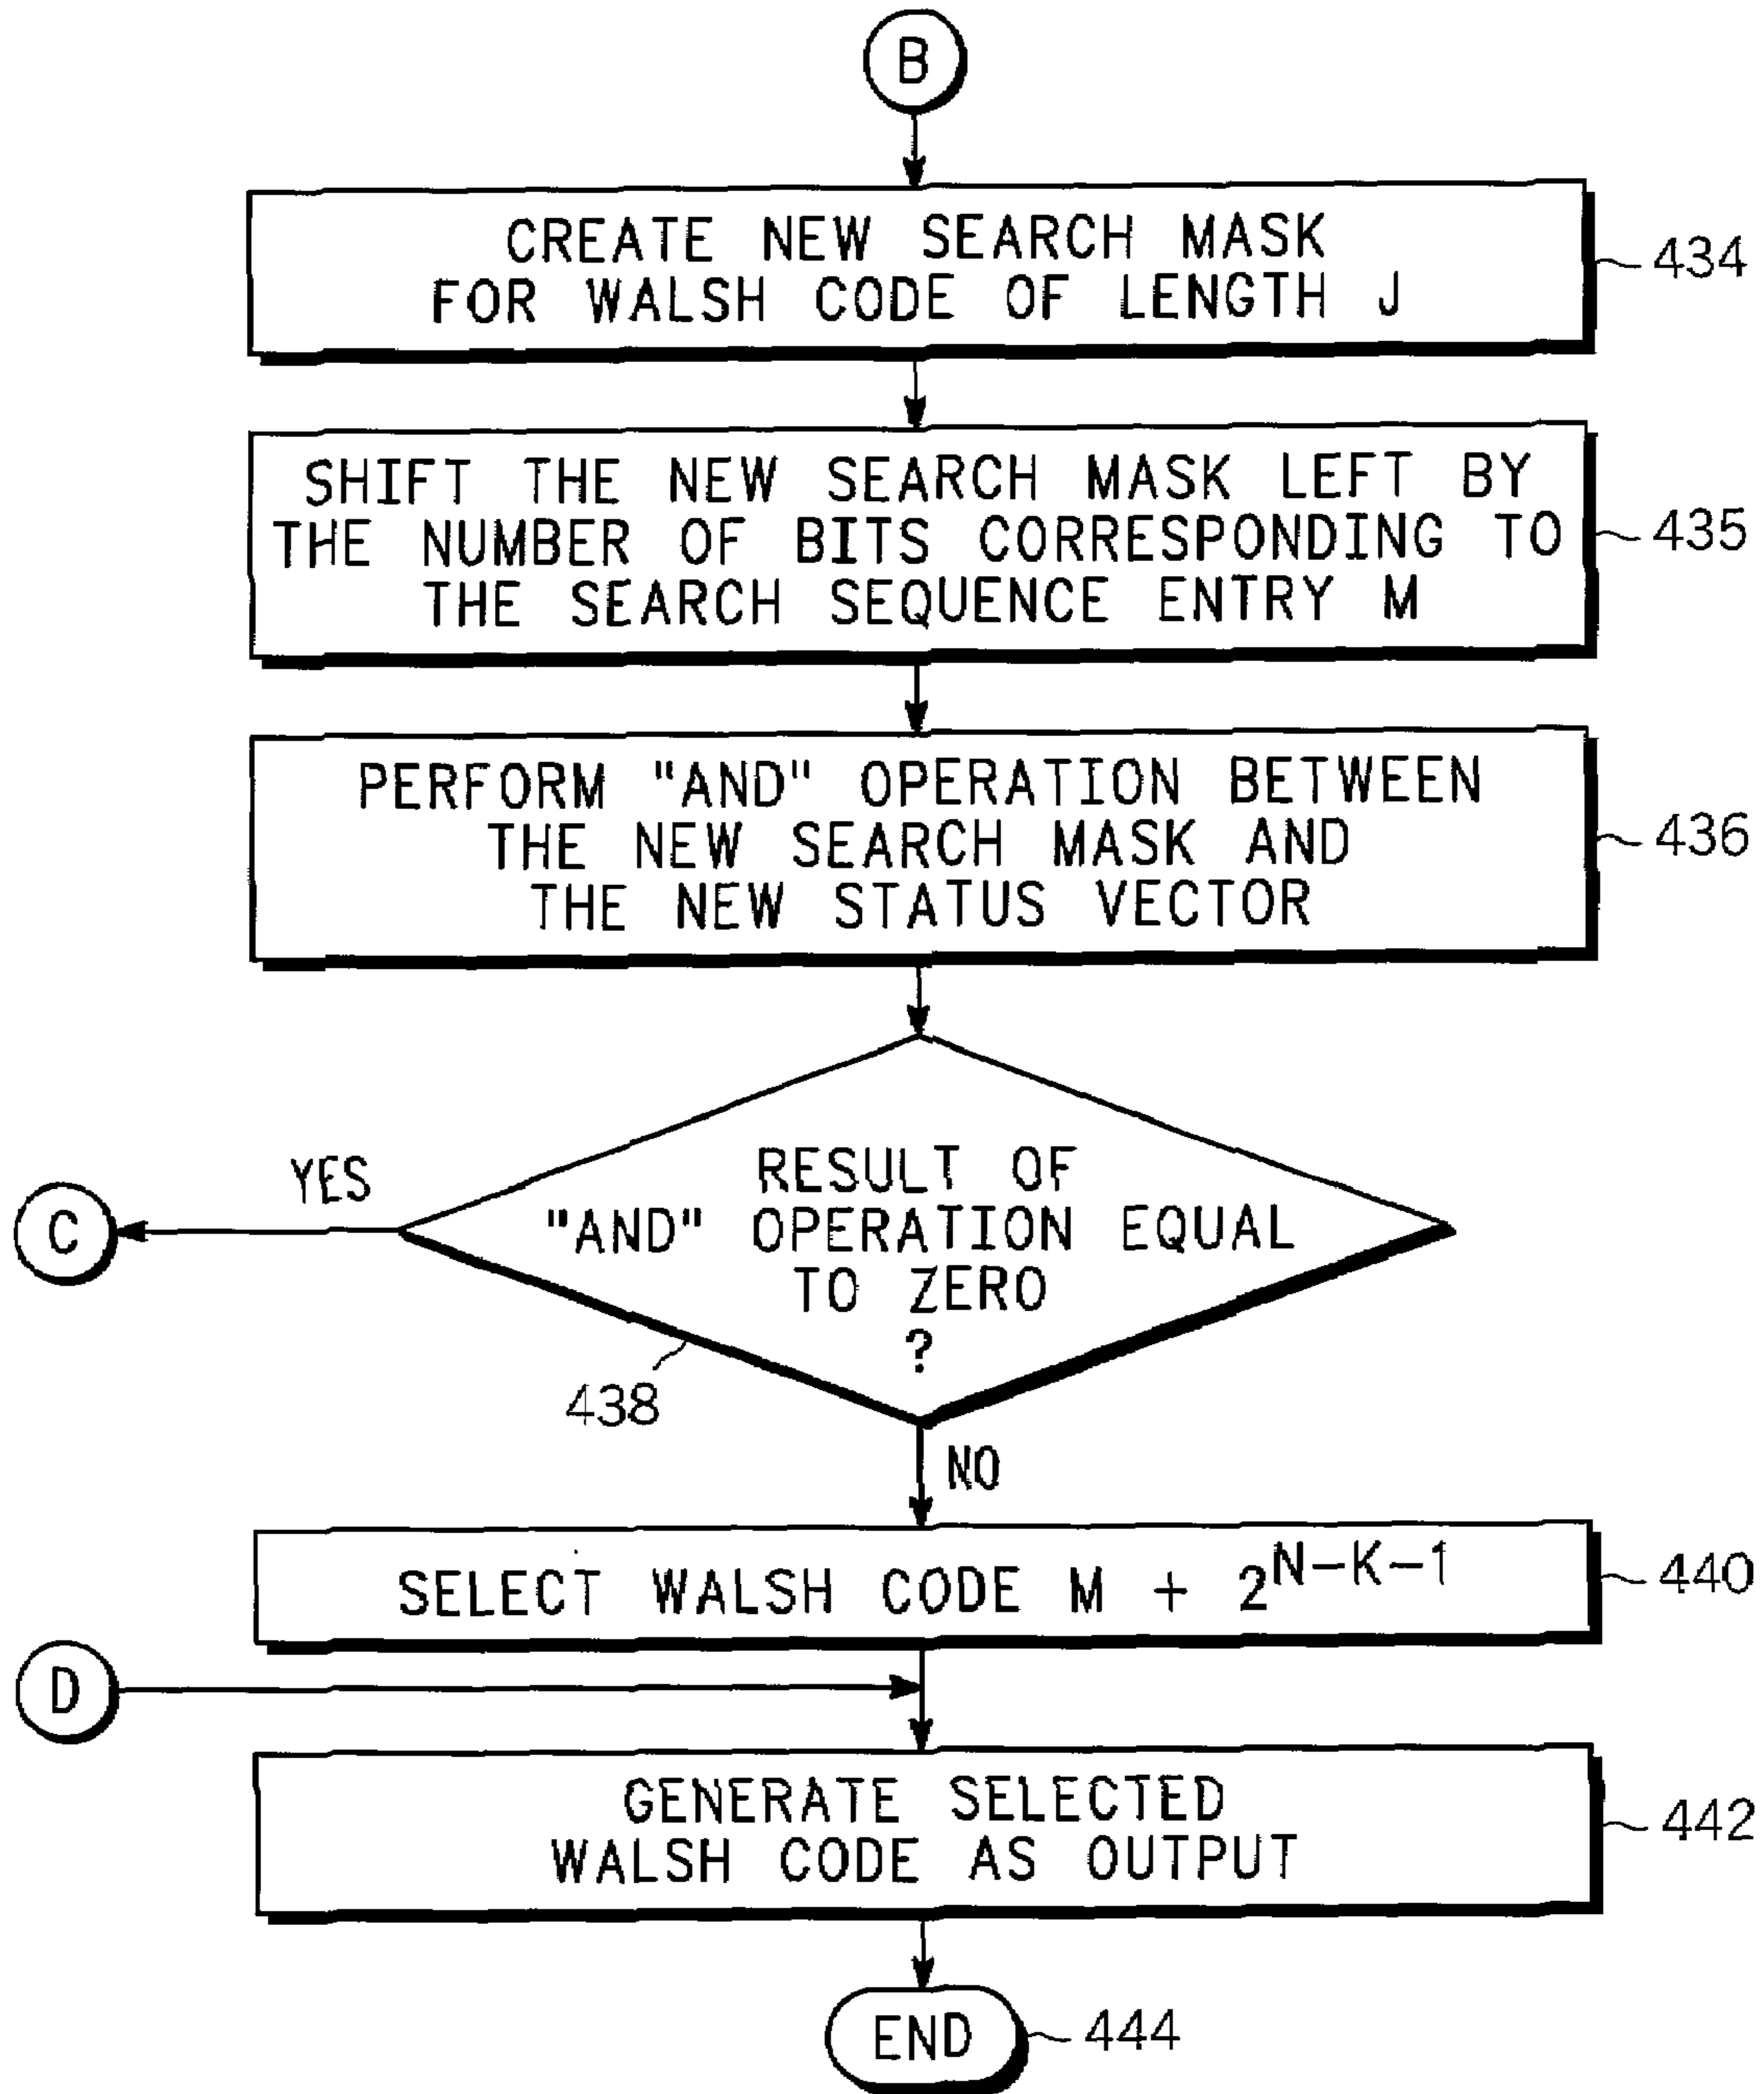 B
CREATE NEW SEARCH MASK
FOR WALSH CODE OF LENGTH J
434
SHIFT THE NEW SEARCH MASK LEFT BY
THE NUMBER OF BITS CORRESPONDING TO
THE SEARCH SEQUENCE ENTRY M
435
PERFORM "AND" OPERATION BETWEEN
THE NEW SEARCH MASK AND
THE NEW STATUS VECTOR
436
YES
C
RESULT OF
"AND" OPERATION EQUAL
TO ZERO
?
438
NO
SELECT WALSH CODE M + 2^{N-K-1}
440
D
GENERATE SELECTED
WALSH CODE AS OUTPUT
442
END
444